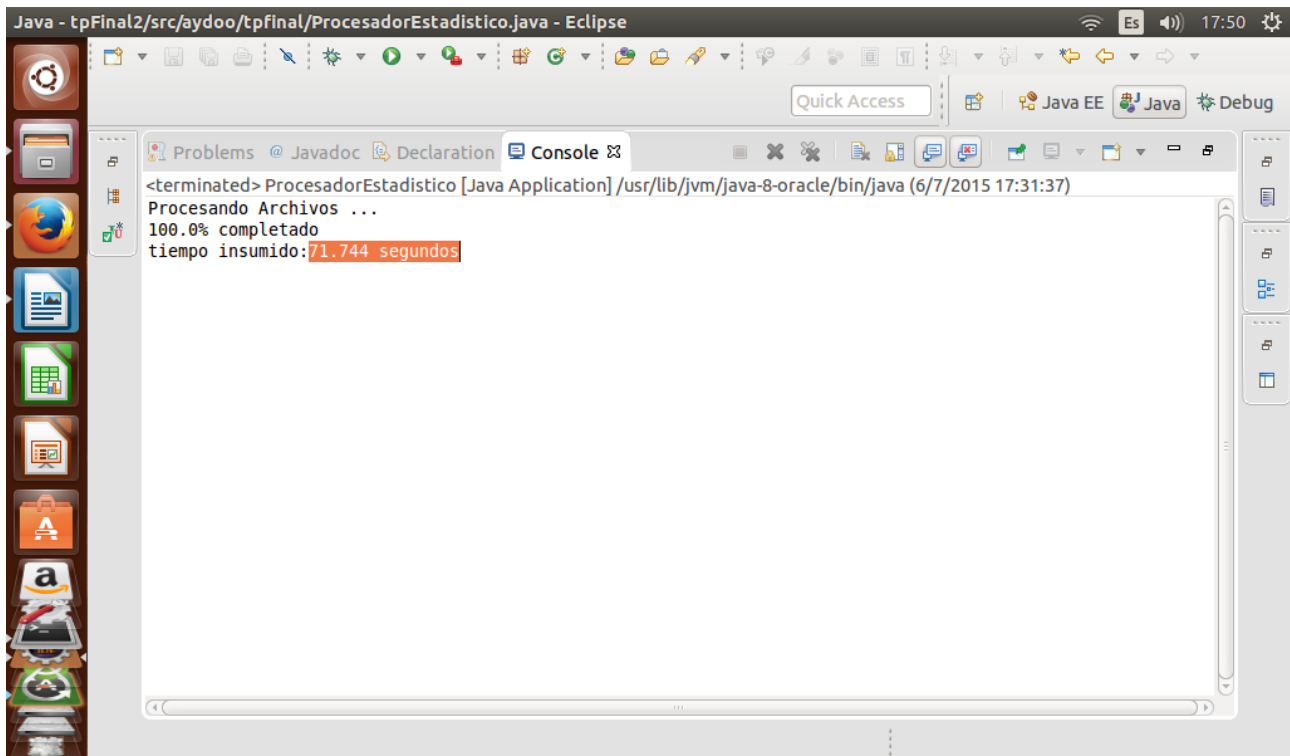 Java - tpFinal2/src/aydoo/tpfinal/ProcesadorEstadistico.java - Eclipse Es 17:50
Quick Access Java EE Java Debug
Problems @ Javadoc Declaration Console
<terminated> ProcesadorEstadistico [Java Application] /usr/lib/jvm/java-8-oracle/bin/java (6/7/2015 17:31:37)
Procesando Archivos ...
100.0% completado
tiempo insumido:71.744 segundos